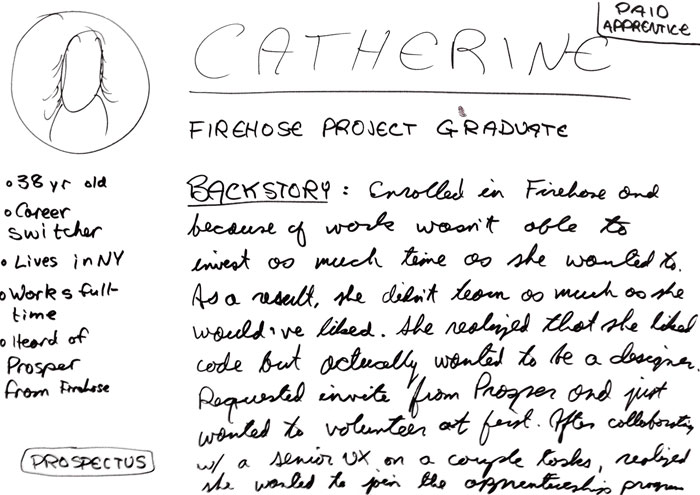 PAID
APPRENTICE
CATHERINE
FIREHOSE PROJECT GRADUATE
• 38 yr old
• Career
switcher
• Lives in NY
• Works full-
time
• Heard of
Prosper
from Firehose
PROSPECTUS
BACKSTORY: Enrolled in Firehose and
because of work wasn't able to
invest as much time as she wanted to.
As a result, she didn't learn as much as she
would've liked. She realized that she liked
code but actually wanted to be a designer.
Requested invite from Prosper and just
wanted to volunteer at first. After collaborating
w/ a senior UX on a couple tasks, realized
she wanted to join the apprenticeship program